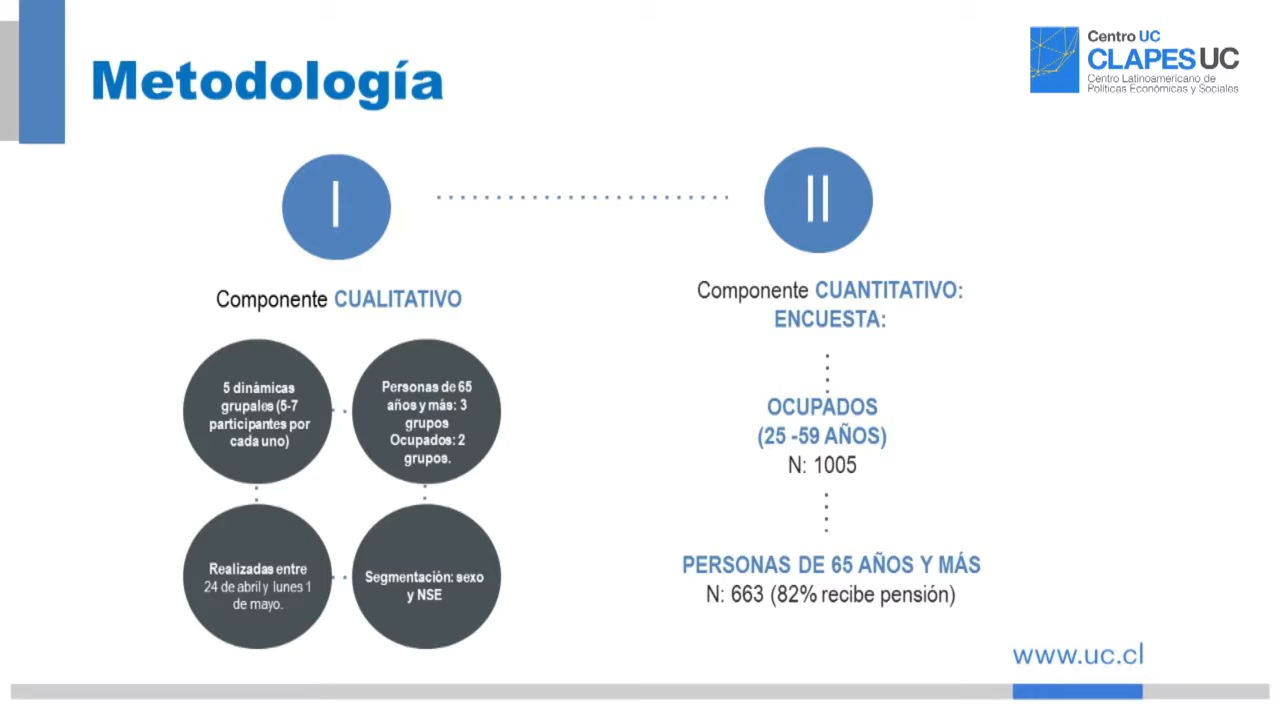 Metodología
Centro UC
CLAPES UC
Centro Latinoamericano de
Políticas Económicas y Sociales
I
II
Componente CUALITATIVO
5 dinámicas
grupales (5-7
participantes por
cada uno)
Personas de 65
años y más: 3
grupos
Ocupados: 2
grupos.
Realizadas entre
24 de abril y lunes 1
de mayo.
Segmentación: sexo
y NSE
Componente CUANTITATIVO:
ENCUESTA:
OCUPADOS
(25 -59 AÑOS)
N: 1005
PERSONAS DE 65 AÑOS Y MÁS
N: 663 (82% recibe pensión)
www.uc.cl